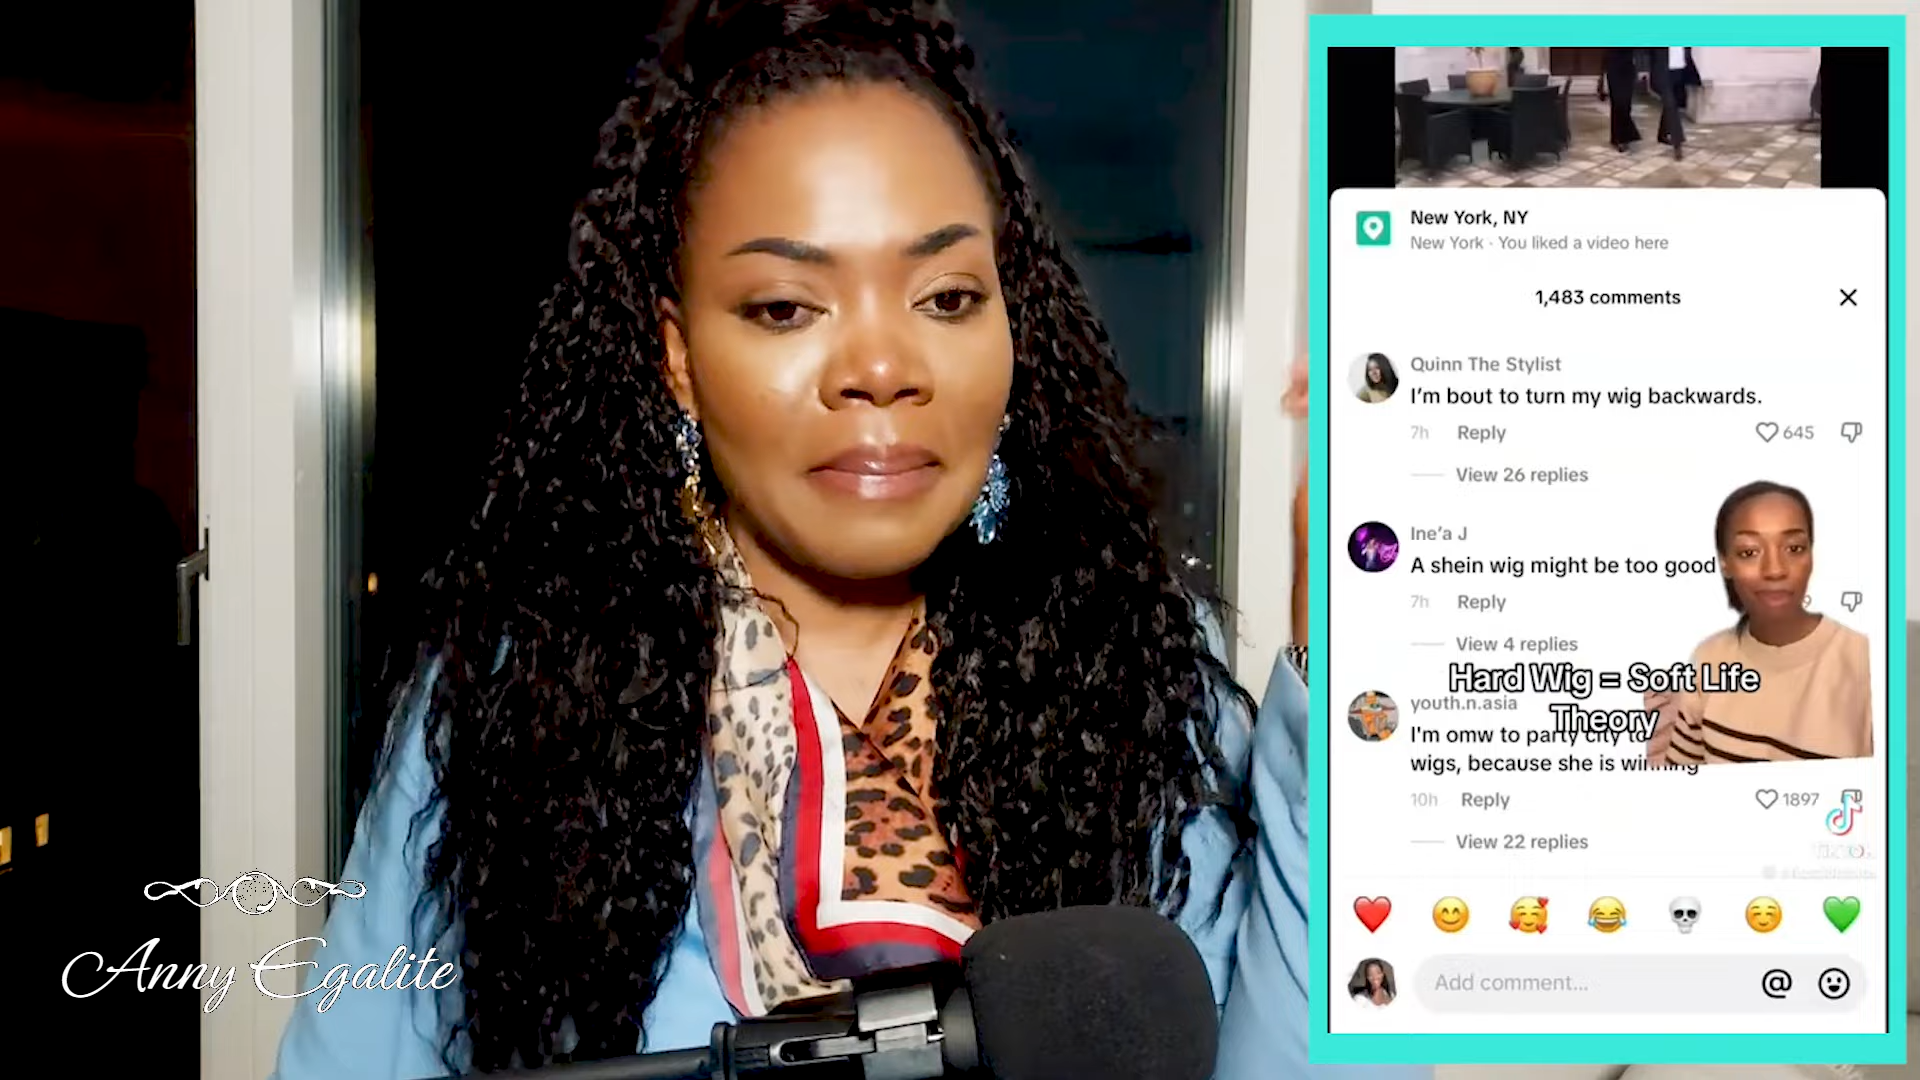 New York, NY
New York · You liked a video here
1,483 comments
Quinn The Stylist
I'm bout to turn my wig backwards.
7h Reply 645
View 26 replies
Ine'a J
A shein wig might be too good
7h Reply
View 4 replies
Hard Wig = Soft Life
Theory
youth.n.asia
I'm omw to party city to
wigs, because she is winning
10h Reply 1897
View 22 replies
TikTok
Add comment...
@
Anny Egalite